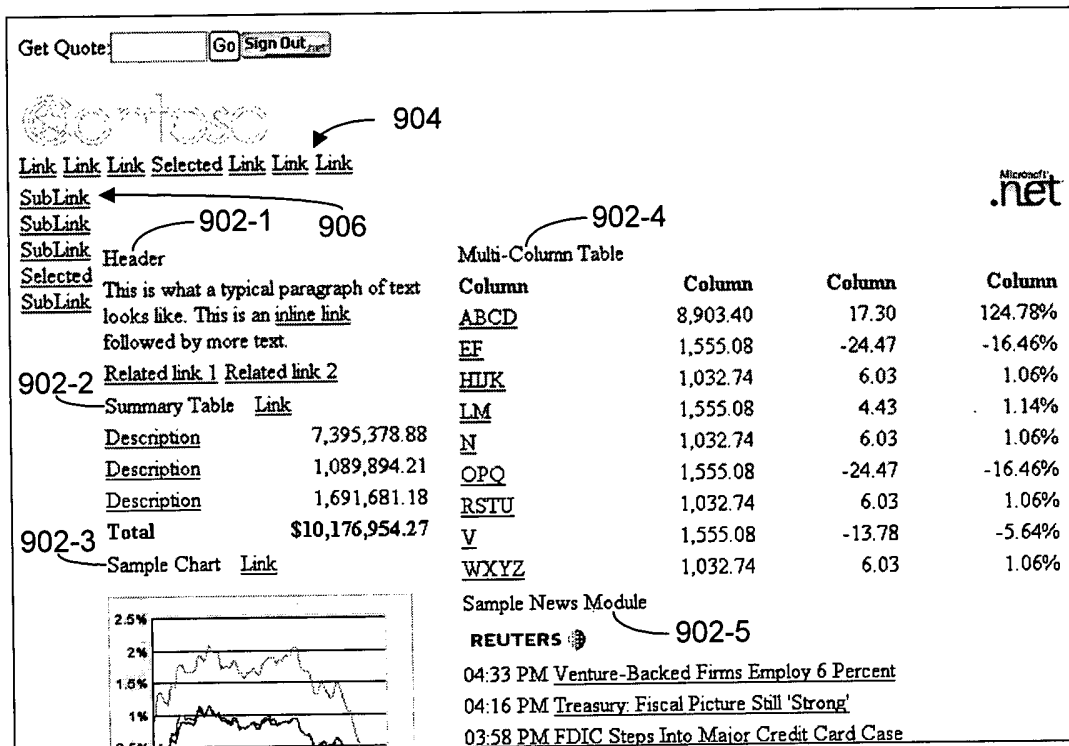 Get Quote: Go Sign Out .net
Contoso
904
Link Link Link Selected Link Link Link
Microsoft
.net
SubLink
SubLink
SubLink
Selected
SubLink
906
902-1
Header
This is what a typical paragraph of text
looks like. This is an inline link
followed by more text.
Related link 1 Related link 2
902-2
Summary Table Link
Description 7,395,378.88
Description 1,089,894.21
Description 1,691,681.18
Total $10,176,954.27
902-3
Sample Chart Link
2.5%
2%
1.5%
1%
0.5%
902-4
Multi-Column Table
Column Column Column Column
ABCD 8,903.40 17.30 124.78%
EF 1,555.08 -24.47 -16.46%
HIJK 1,032.74 6.03 1.06%
LM 1,555.08 4.43 1.14%
N 1,032.74 6.03 1.06%
OPQ 1,555.08 -24.47 -16.46%
RSTU 1,032.74 6.03 1.06%
V 1,555.08 -13.78 -5.64%
WXYZ 1,032.74 6.03 1.06%
Sample News Module
902-5
REUTERS
04:33 PM Venture-Backed Firms Employ 6 Percent
04:16 PM Treasury: Fiscal Picture Still 'Strong'
03:58 PM FDIC Steps Into Major Credit Card Case